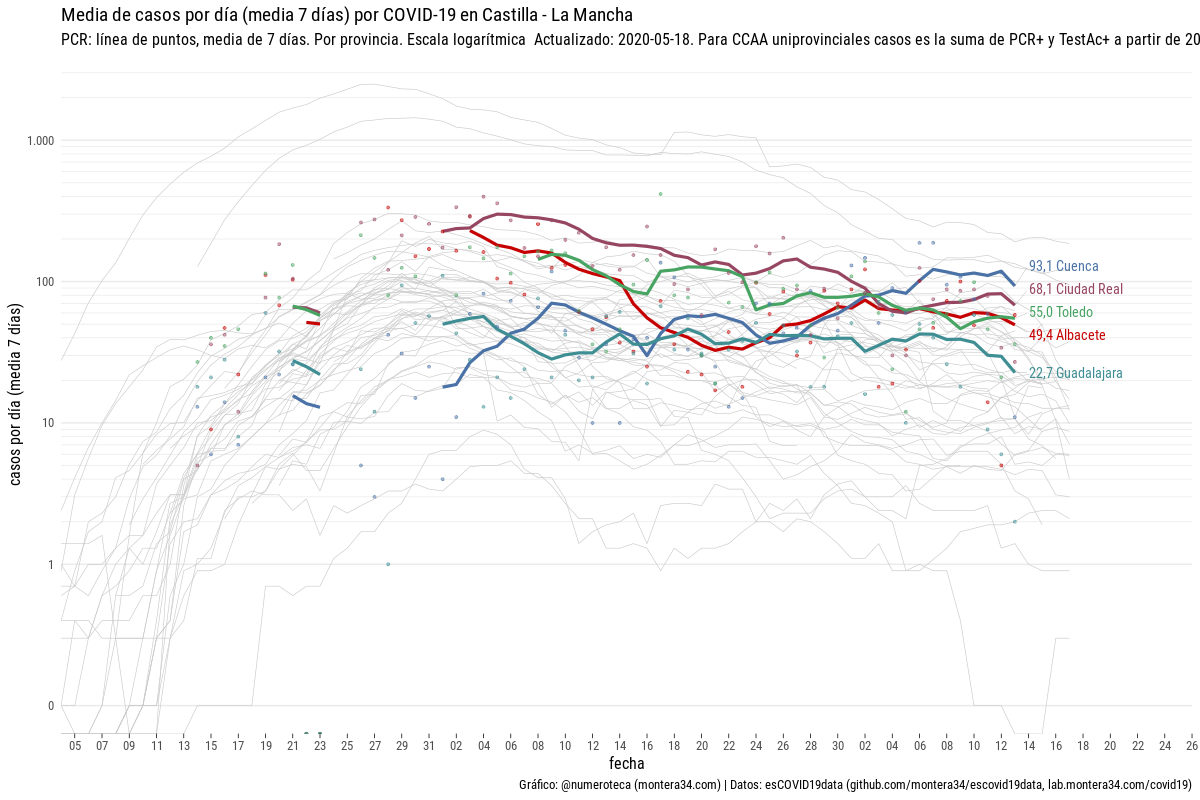 Media de casos por día (media 7 días) por COVID-19 en Castilla - La Mancha
PCR: línea de puntos, media de 7 días. Por provincia. Escala logarítmica  Actualizado: 2020-05-18. Para CCAA uniprovinciales casos es la suma de PCR+ y TestAc+ a partir de 20
casos por día (media 7 días)
1.000
100
10
1
0
93,1 Cuenca
68,1 Ciudad Real
55,0 Toledo
49,4 Albacete
22,7 Guadalajara
05 07 09 11 13 15 17 19 21 23 25 27 29 31 02 04 06 08 10 12 14 16 18 20 22 24 26 28 30 02 04 06 08 10 12 14 16 18 20 22 24 26
fecha
Gráfico: @numeroteca (montera34.com) | Datos: esCOVID19data (github.com/montera34/escovid19data, lab.montera34.com/covid19)